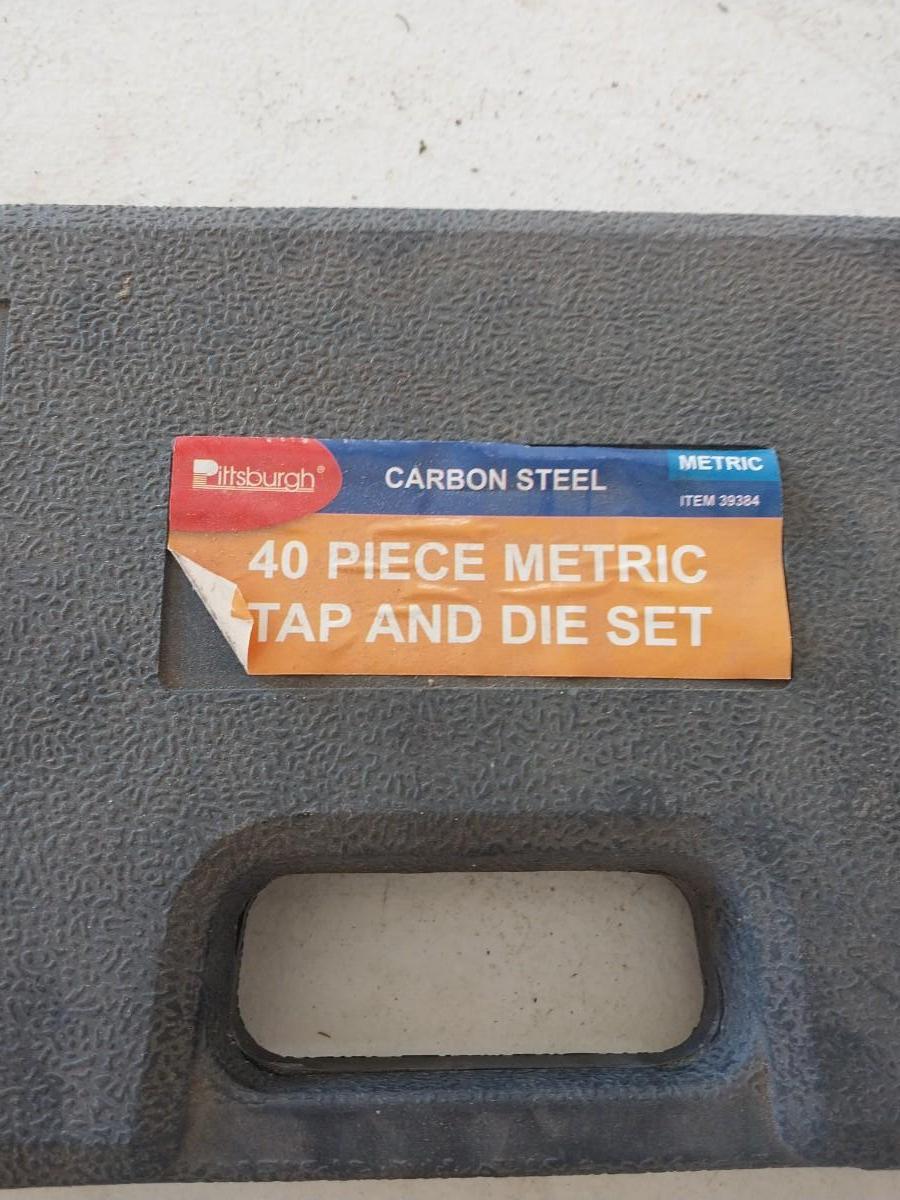 Pittsburgh®
CARBON STEEL
METRIC
ITEM 39384
40 PIECE METRIC
TAP AND DIE SET